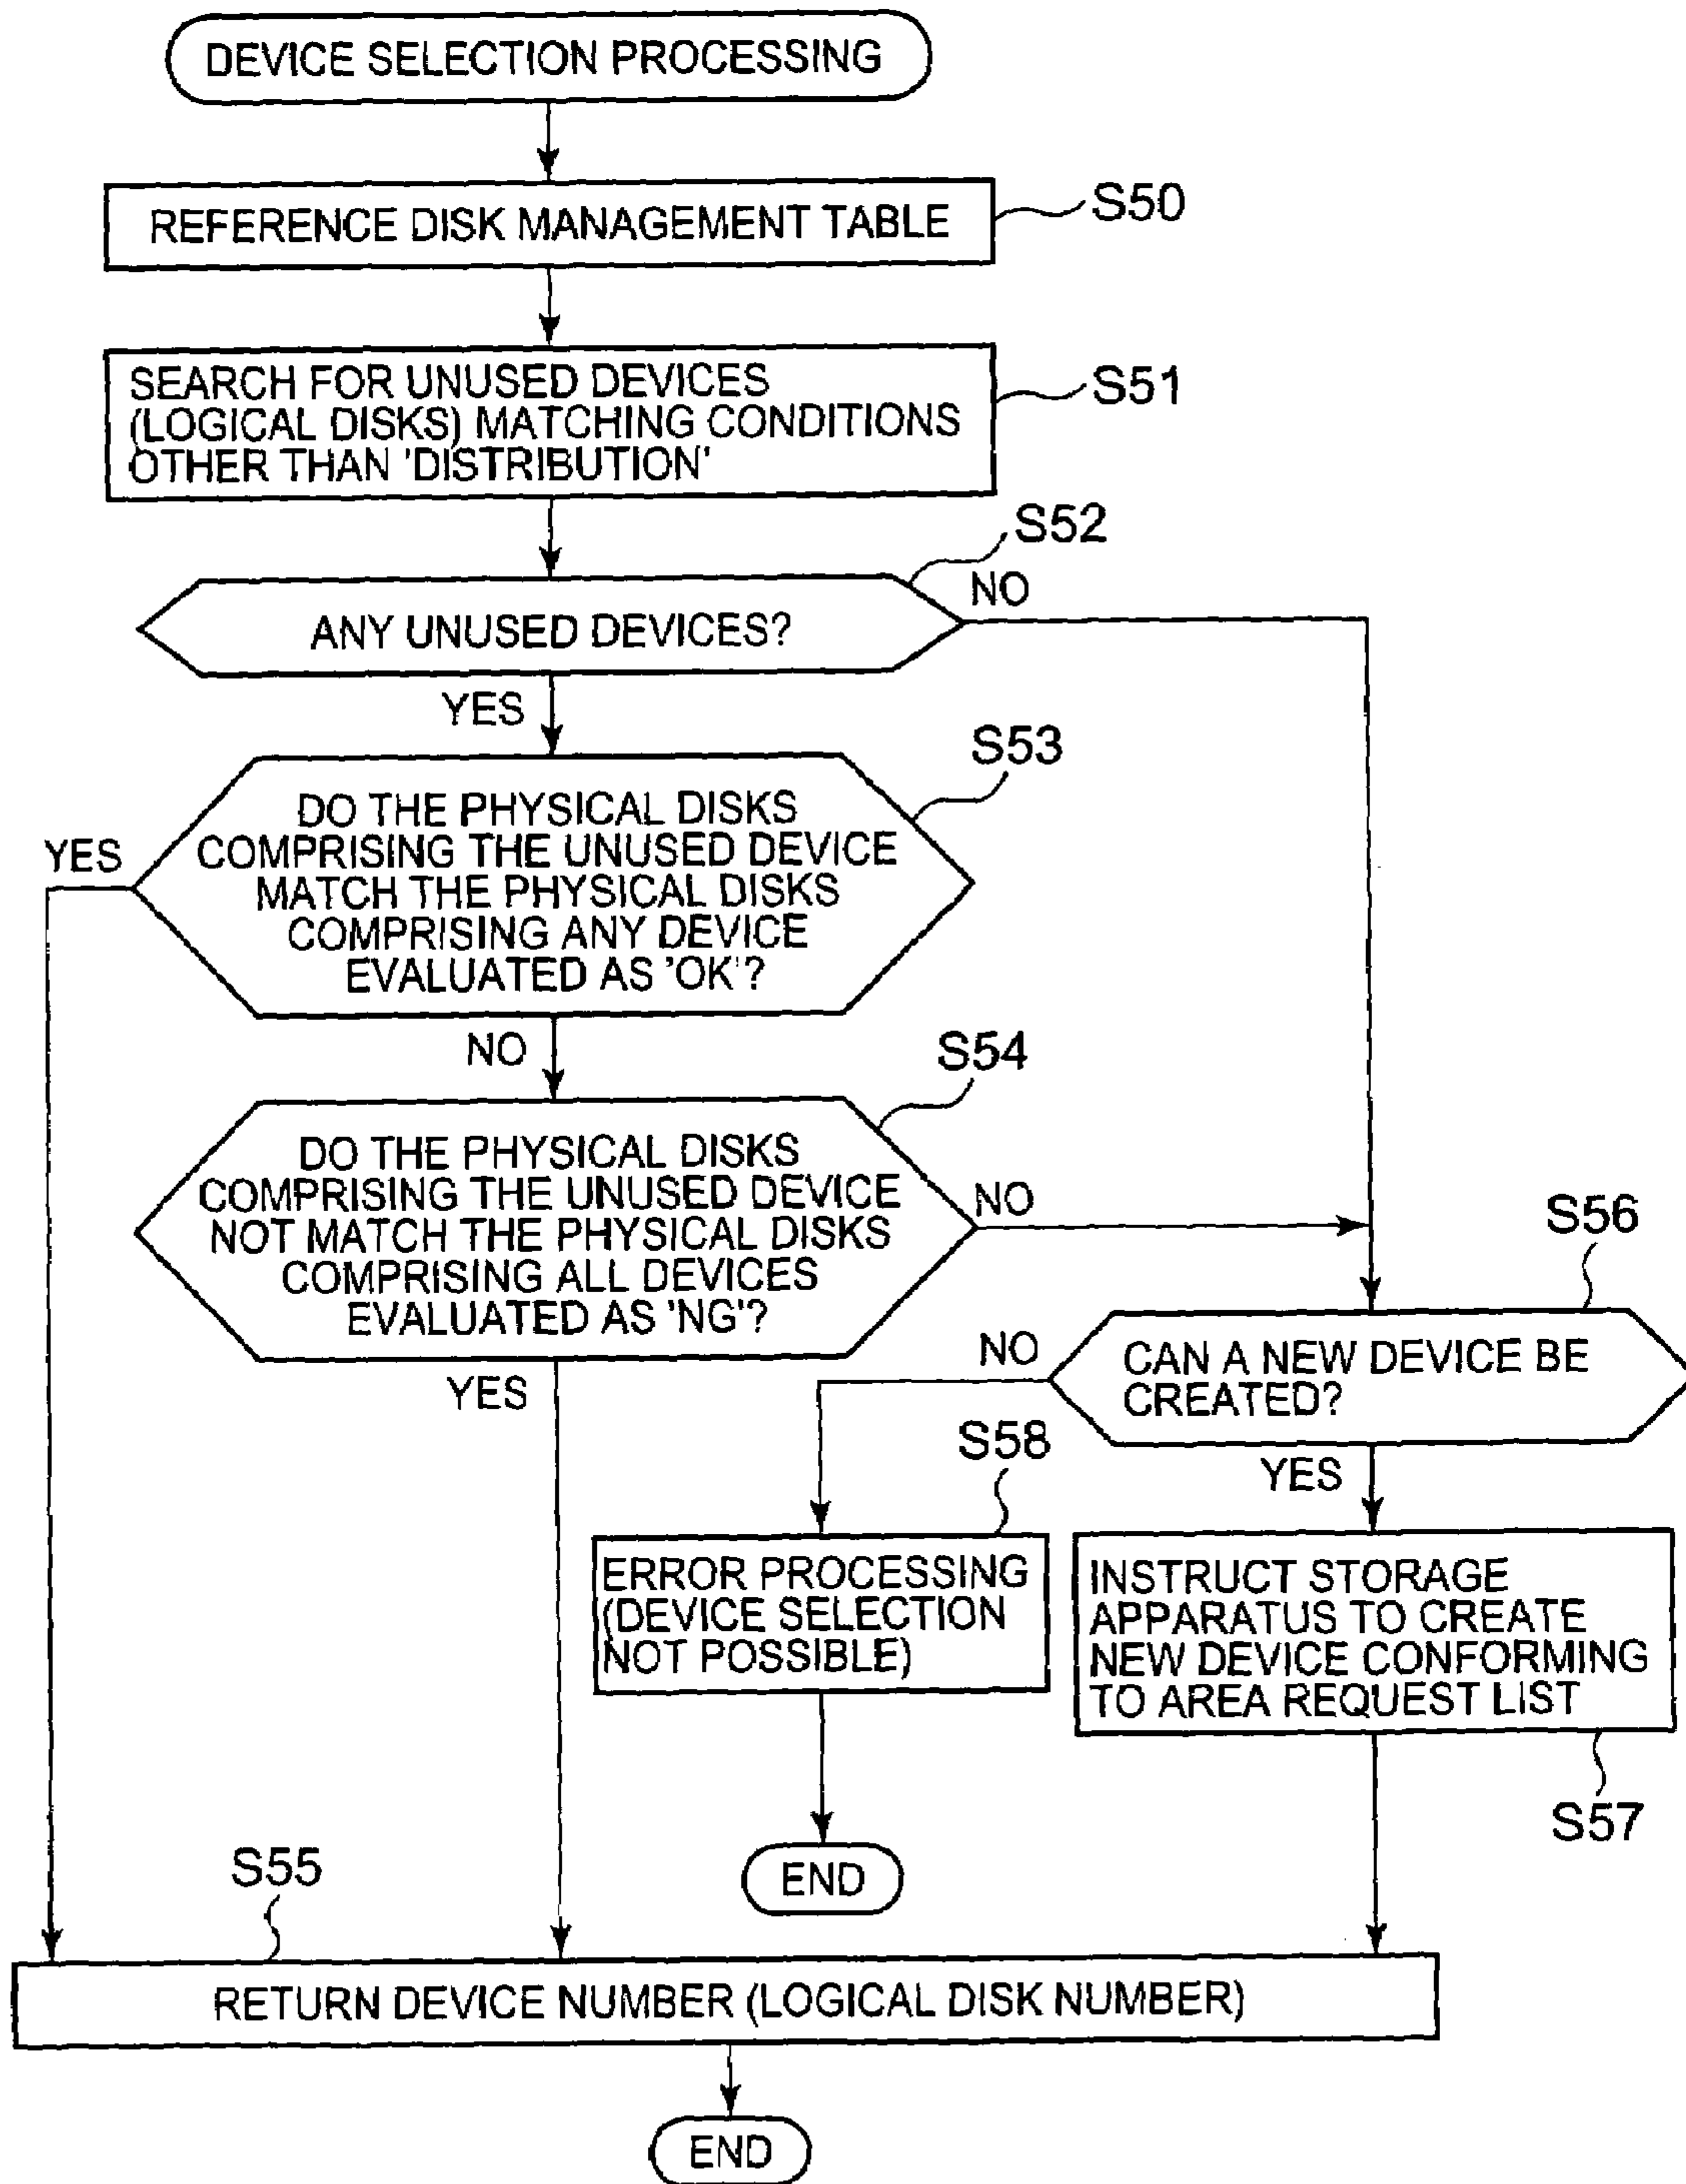 DEVICE SELECTION PROCESSING
REFERENCE DISK MANAGEMENT TABLE
S50
SEARCH FOR UNUSED DEVICES
(LOGICAL DISKS) MATCHING CONDITIONS
OTHER THAN 'DISTRIBUTION'
S51
S52
ANY UNUSED DEVICES?
NO
YES
S53
DO THE PHYSICAL DISKS
COMPRISING THE UNUSED DEVICE
MATCH THE PHYSICAL DISKS
COMPRISING ANY DEVICE
EVALUATED AS 'OK'?
YES
NO
S54
DO THE PHYSICAL DISKS
COMPRISING THE UNUSED DEVICE
NOT MATCH THE PHYSICAL DISKS
COMPRISING ALL DEVICES
EVALUATED AS 'NG'?
NO
YES
S56
CAN A NEW DEVICE BE
CREATED?
NO
YES
S58
ERROR PROCESSING
(DEVICE SELECTION
NOT POSSIBLE)
INSTRUCT STORAGE
APPARATUS TO CREATE
NEW DEVICE CONFORMING
TO AREA REQUEST LIST
S57
END
S55
RETURN DEVICE NUMBER (LOGICAL DISK NUMBER)
END